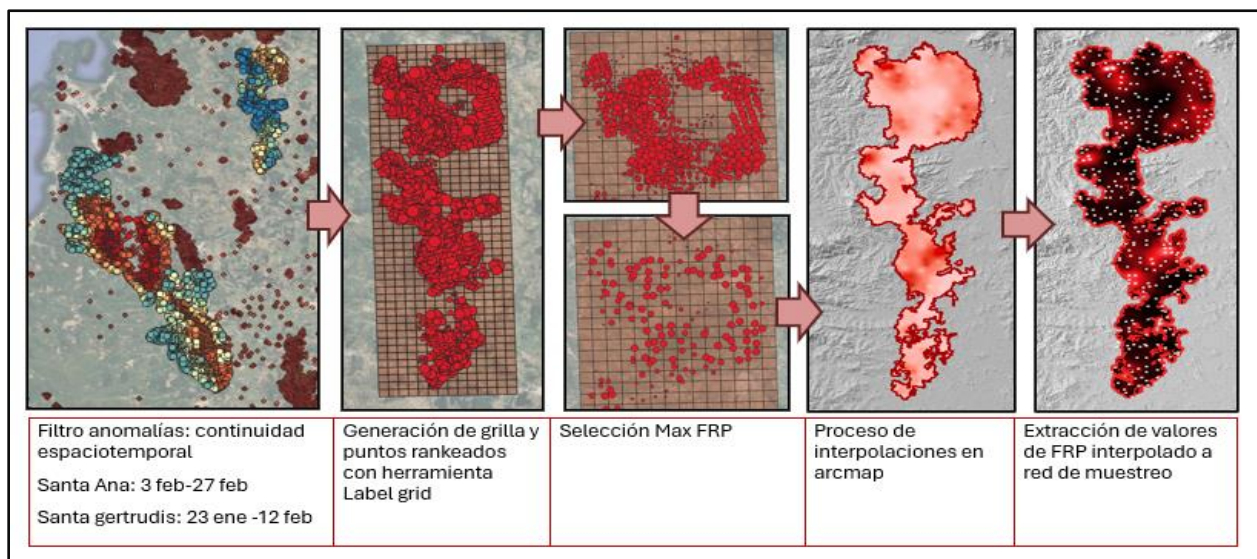 Filtro anomalías: continuidad
espaciotemporal
Santa Ana: 3 feb-27 feb
Santa gertrudis: 23 ene -12 feb
Generación de grilla y
puntos rankeados
con herramienta
Label grid
Selección Max FRP
Proceso de
interpolaciones en
arcmap
Extracción de valores
de FRP interpolado a
red de muestreo